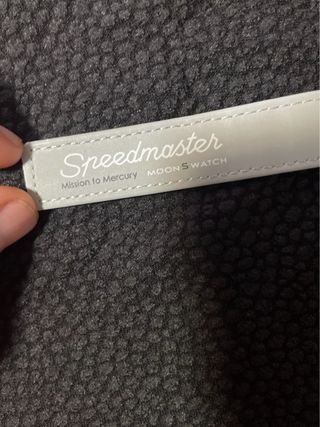 Speedmaster
Mission to Mercury MOONSWATCH